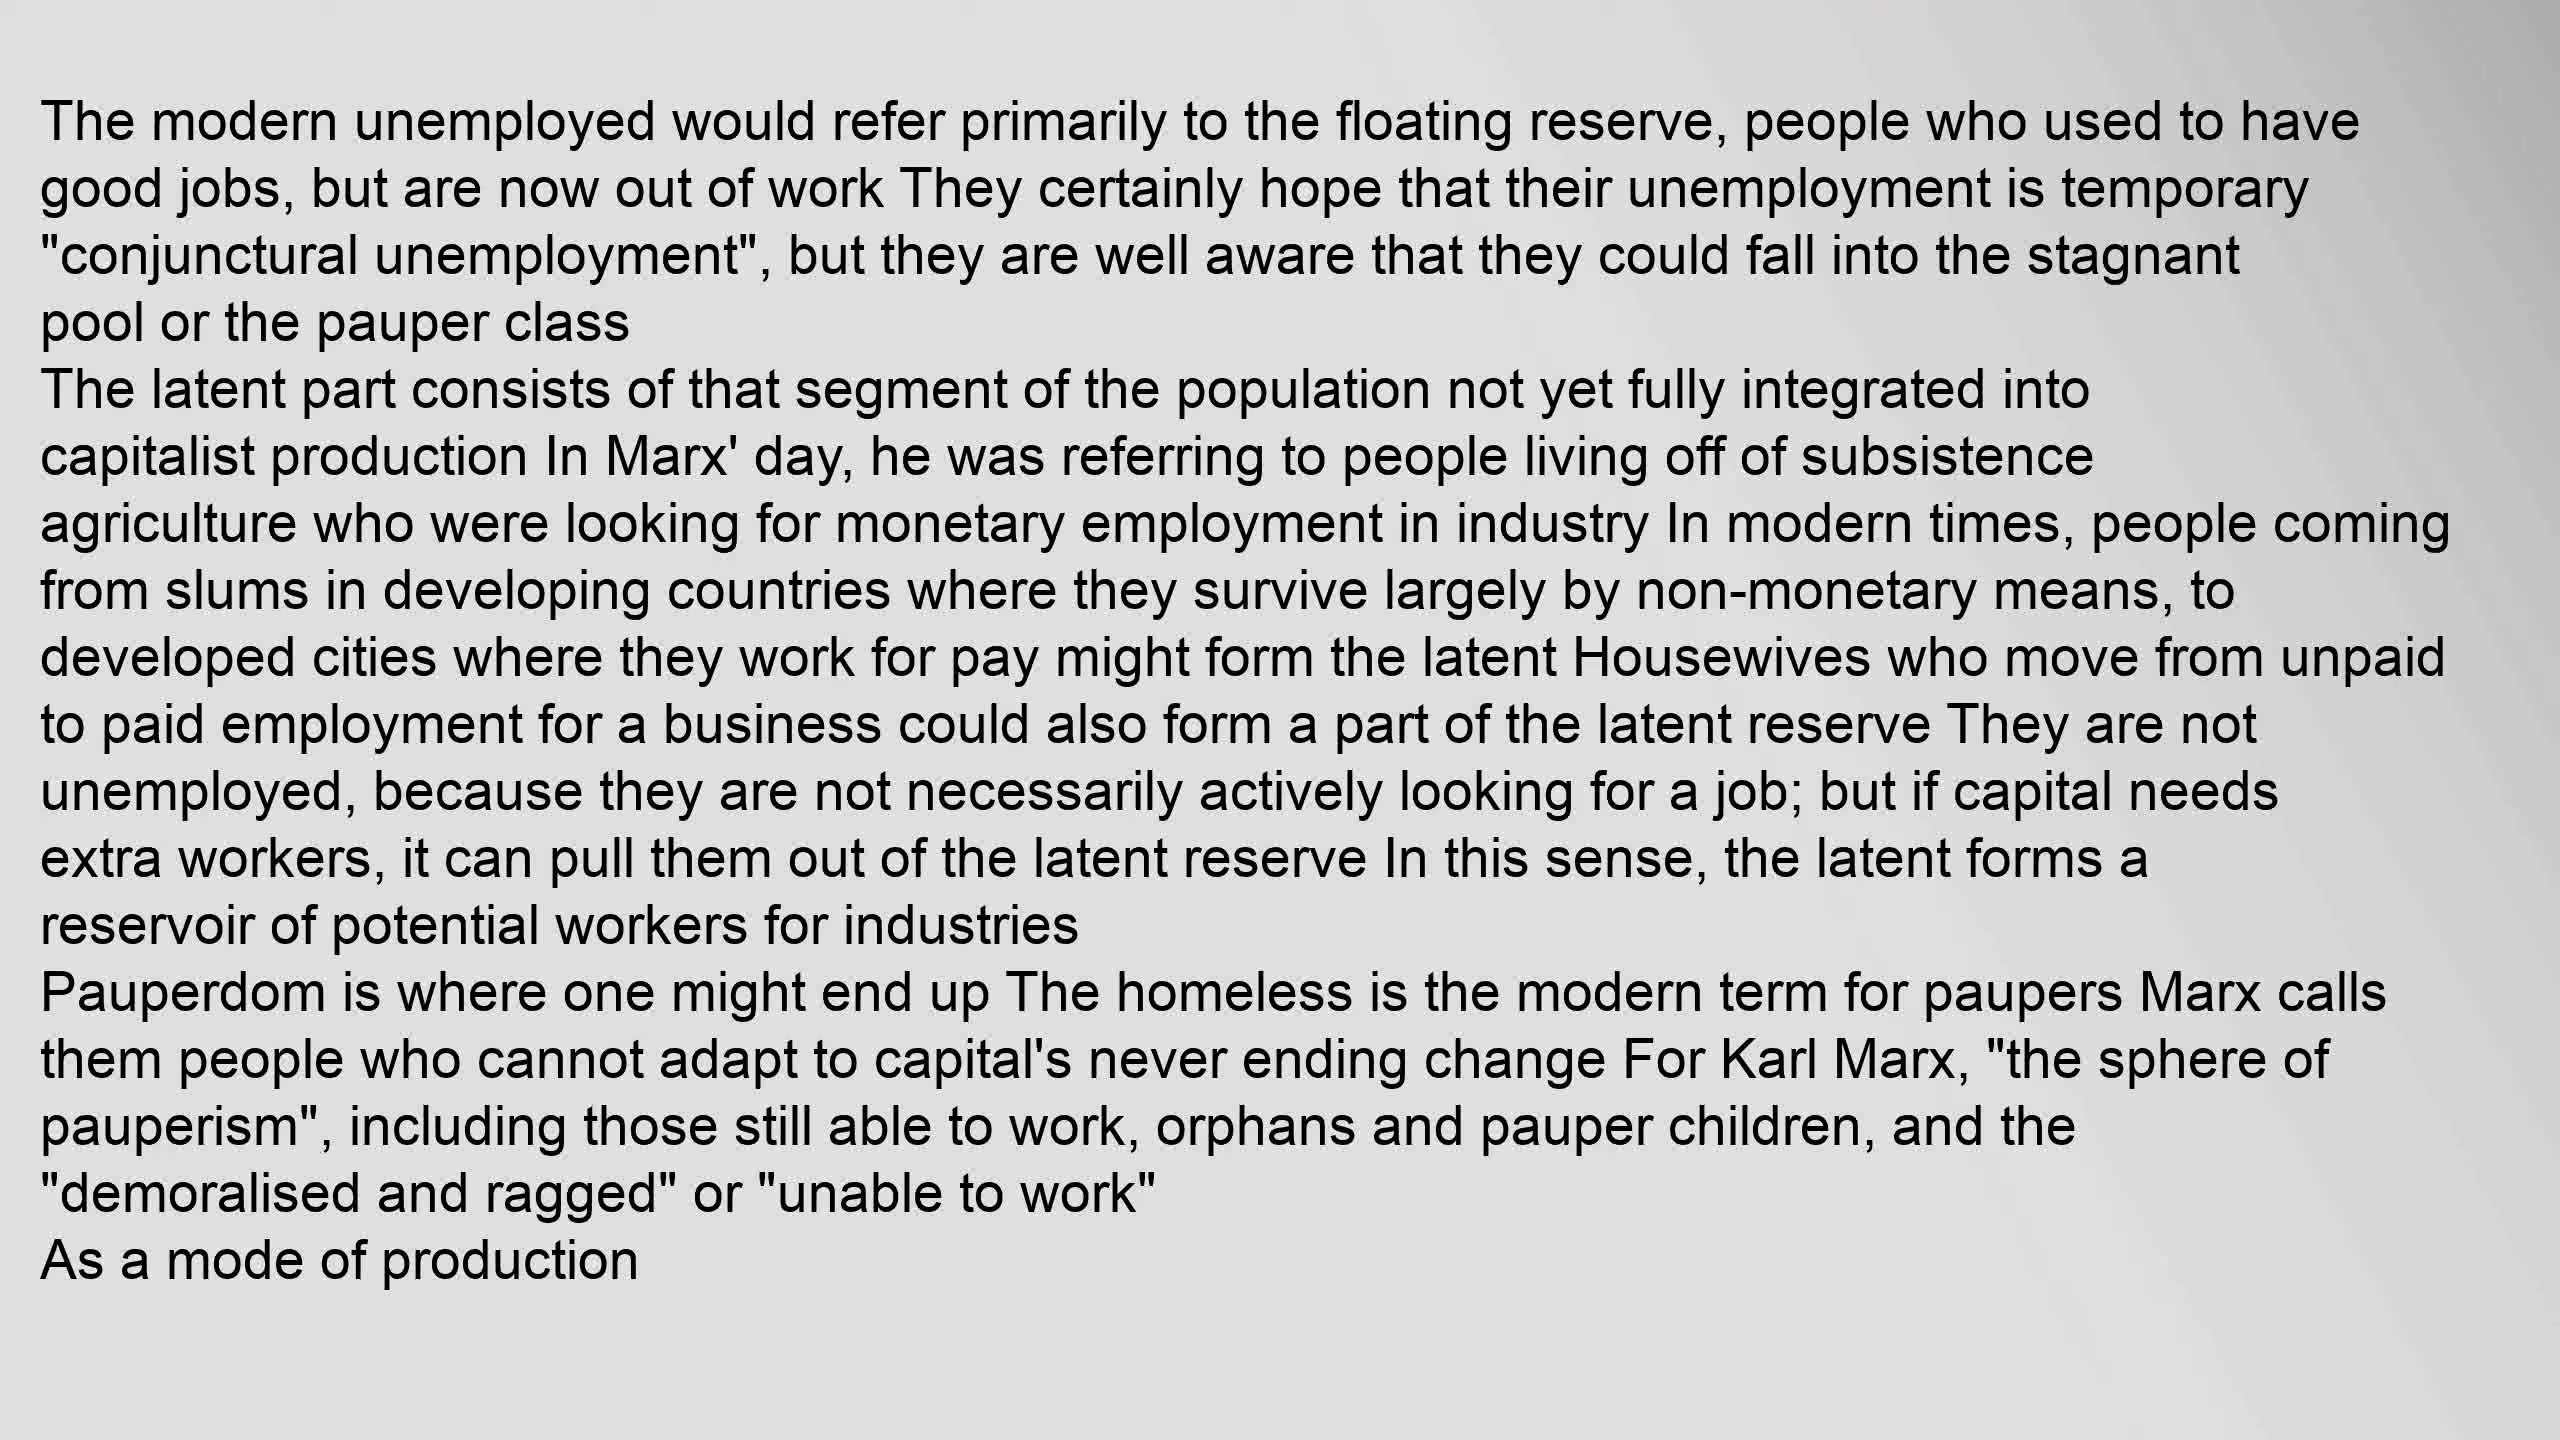 The modern unemployed would refer primarily to the floating reserve, people who used to have
good jobs, but are now out of work They certainly hope that their unemployment is temporary
"conjunctural unemployment", but they are well aware that they could fall into the stagnant
pool or the pauper class
The latent part consists of that segment of the population not yet fully integrated into
capitalist production In Marx' day, he was referring to people living off of subsistence
agriculture who were looking for monetary employment in industry In modern times, people coming
from slums in developing countries where they survive largely by non-monetary means, to
developed cities where they work for pay might form the latent Housewives who move from unpaid
to paid employment for a business could also form a part of the latent reserve They are not
unemployed, because they are not necessarily actively looking for a job; but if capital needs
extra workers, it can pull them out of the latent reserve In this sense, the latent forms a
reservoir of potential workers for industries
Pauperdom is where one might end up The homeless is the modern term for paupers Marx calls
them people who cannot adapt to capital's never ending change For Karl Marx, "the sphere of
pauperism", including those still able to work, orphans and pauper children, and the
"demoralised and ragged" or "unable to work"
As a mode of production